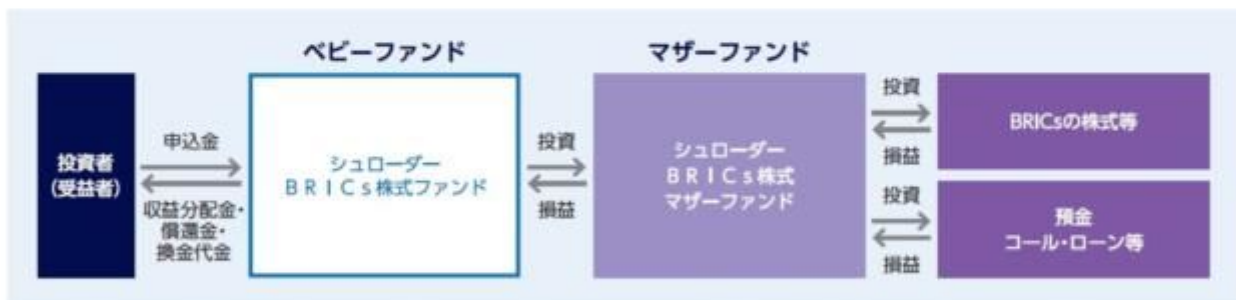 ベビーファンド
マザーファンド
投資者
(受益者)
申込金
収益分配金・
償還金・
換金代金
シュローダー
BRICs株式ファンド
投資
損益
シュローダー
BRICs株式
マザーファンド
投資
損益
BRICsの株式等
投資
損益
預金
コール・ローン等